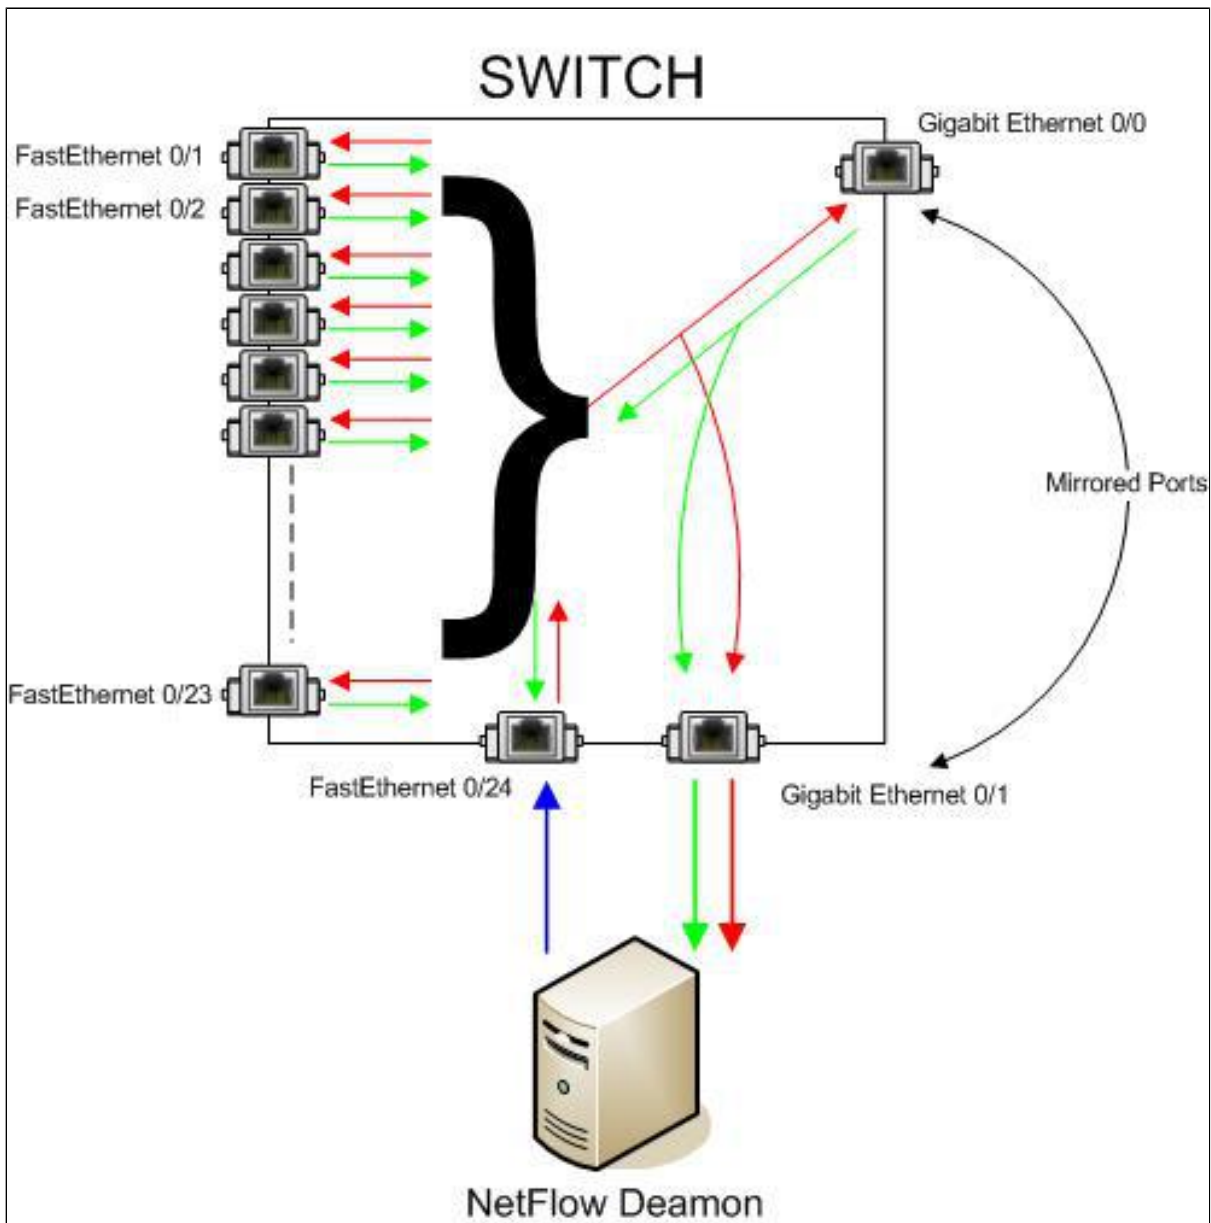 SWITCH
Gigabit Ethernet 0/0
FastEthernet 0/1
FastEthernet 0/2
Mirrored Ports
FastEthernet 0/23
FastEthernet 0/24
Gigabit Ethernet 0/1
NetFlow Deamon